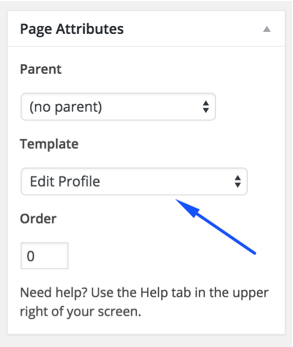 Page Attributes
Parent
(no parent)
Template
Edit Profile
Order
0
Need help? Use the Help tab in the upper
right of your screen.